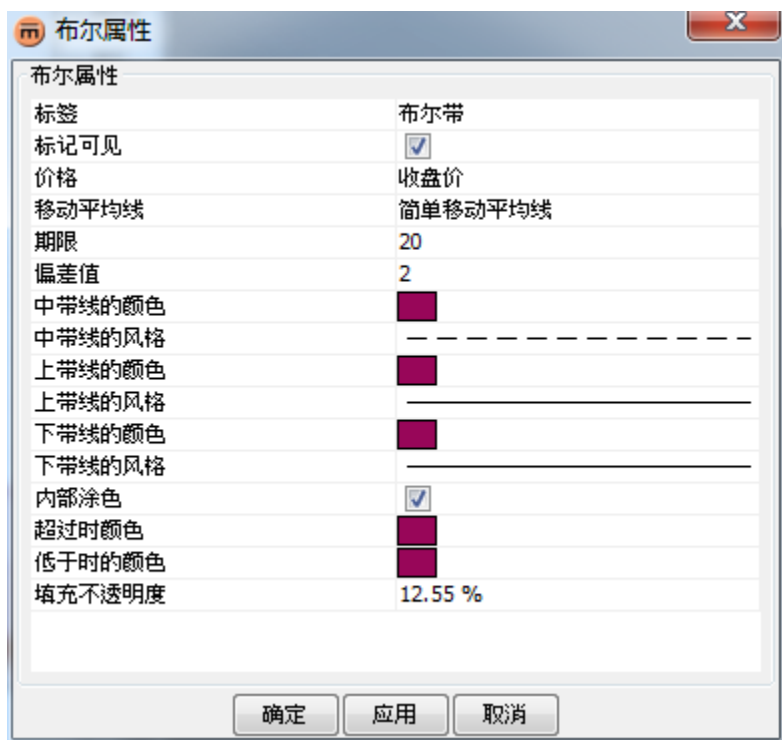 布尔属性
布尔属性
标签 布尔带
标记可见
价格 收盘价
移动平均线 简单移动平均线
期限 20
偏差值 2
中带线的颜色
中带线的风格
上带线的颜色
上带线的风格
下带线的颜色
下带线的风格
内部涂色
超过时颜色
低于时的颜色
填充不透明度 12.55 %
确定 应用 取消